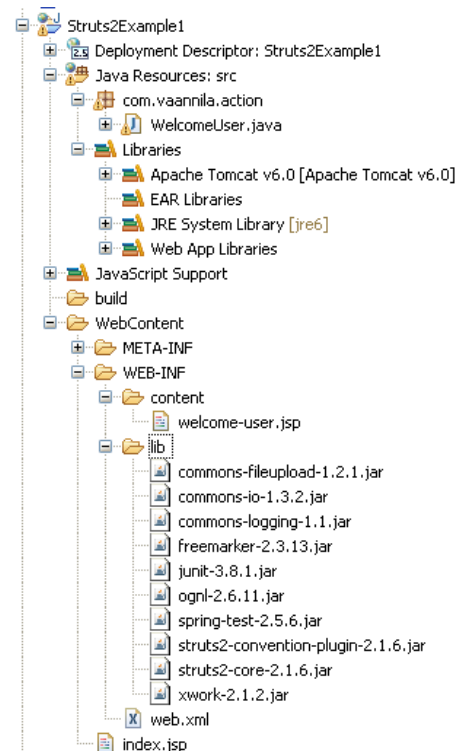 Struts2Example1
2.5 Deployment Descriptor: Struts2Example1
Java Resources: src
com.vaannila.action
J WelcomeUser.java
Libraries
Apache Tomcat v6.0 [Apache Tomcat v6.0]
EAR Libraries
JRE System Library [jre6]
Web App Libraries
JavaScript Support
build
WebContent
META-INF
WEB-INF
content
welcome-user.jsp
lib
commons-fileupload-1.2.1.jar
commons-io-1.3.2.jar
commons-logging-1.1.jar
freemarker-2.3.13.jar
junit-3.8.1.jar
ognl-2.6.11.jar
spring-test-2.5.6.jar
struts2-convention-plugin-2.1.6.jar
struts2-core-2.1.6.jar
xwork-2.1.2.jar
X web.xml
index.jsp